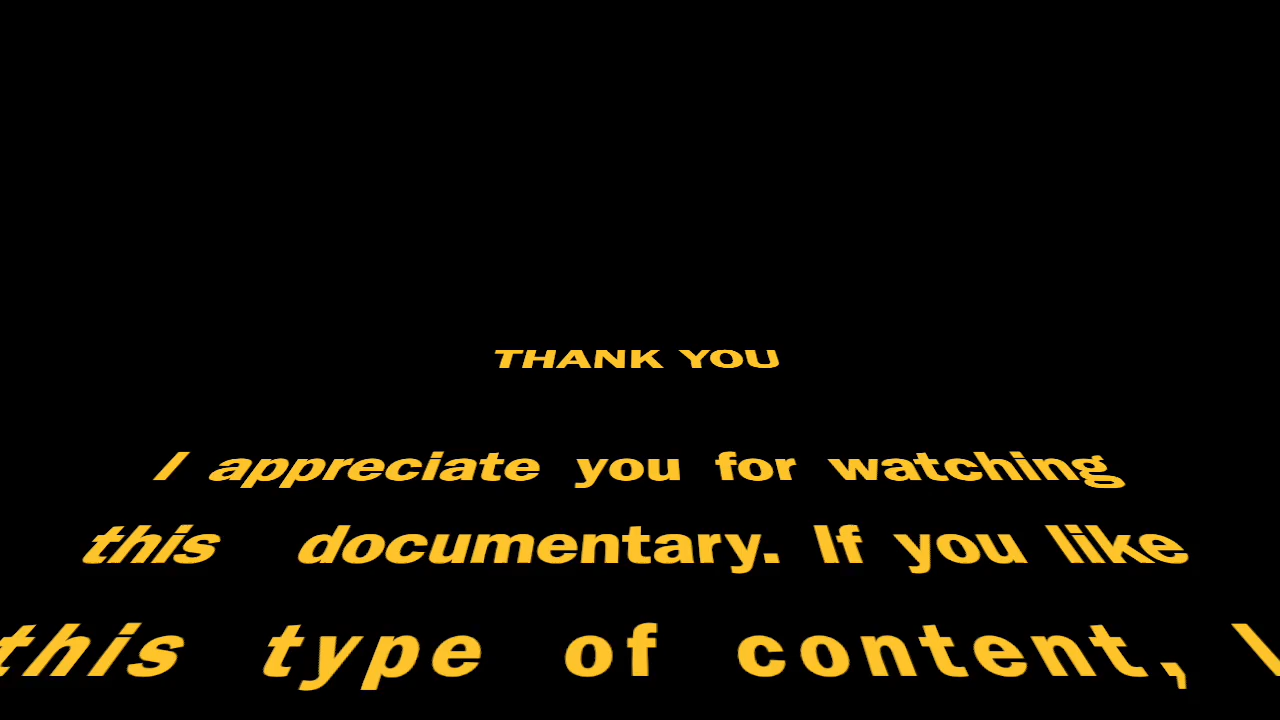 THANK YOU
I appreciate you for watching
this documentary. If you like
this type of content, I